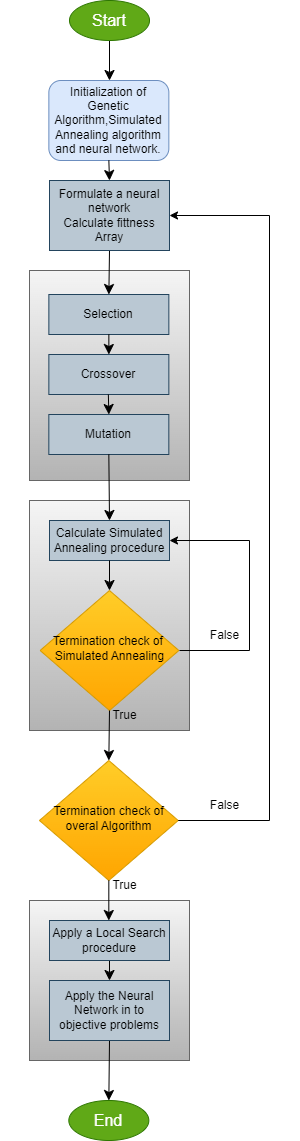 Start
Initialization of
Genetic
Algorithm,Simulated
Annealing algorithm
and neural network.
Formulate a neural
network
Calculate fittness
Array
Selection
Crossover
Mutation
Calculate Simulated
Annealing procedure
Termination check of
Simulated Annealing
False
True
Termination check of
overal Algorithm
False
True
Apply a Local Search
procedure
Apply the Neural
Network in to
objective problems
End